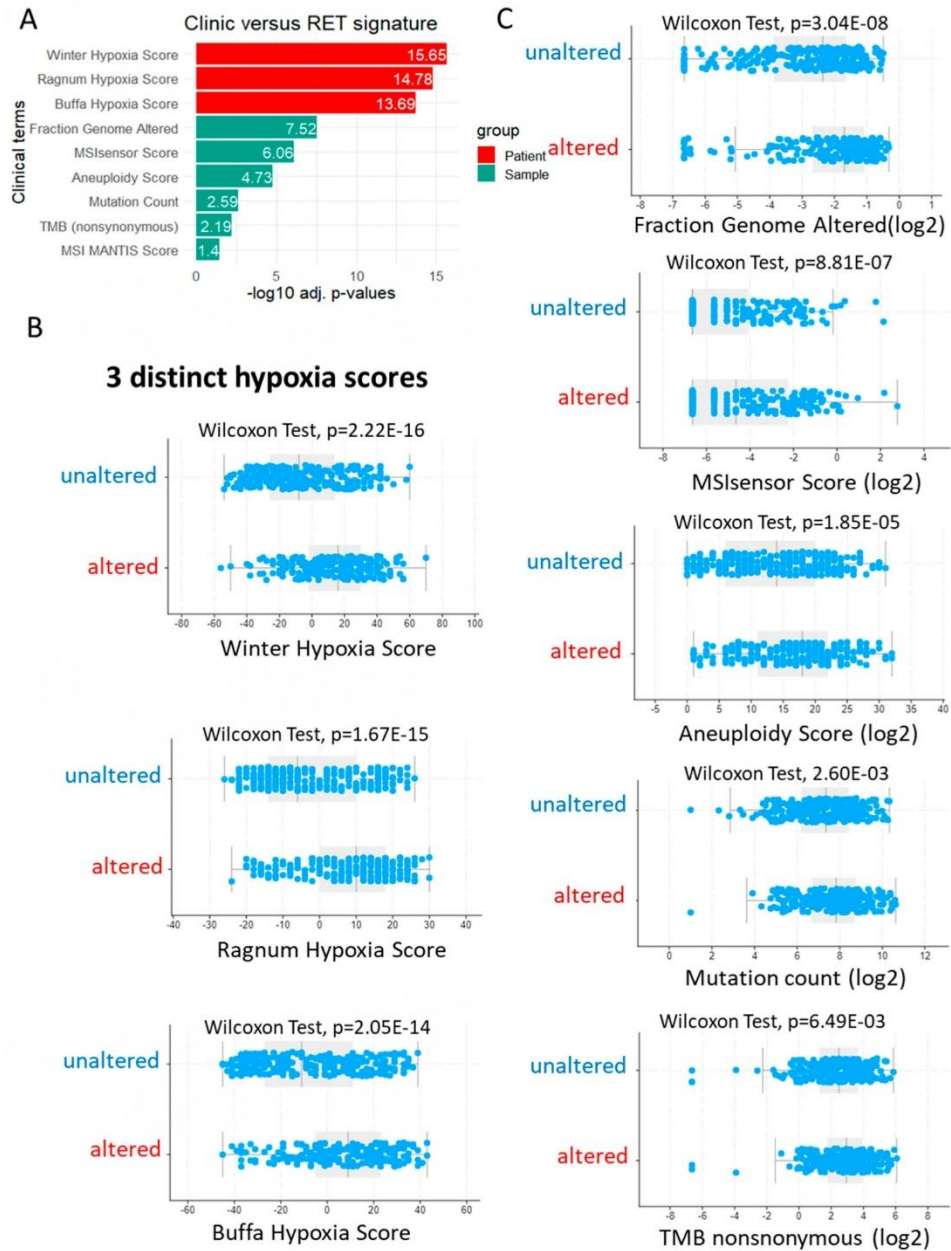 A
Clinic versus RET signature
Clinical terms
Winter Hypoxia Score 15.65
Ragnum Hypoxia Score 14.78
Buffa Hypoxia Score 13.69
Fraction Genome Altered 7.52
MSIsensor Score 6.06
Aneuploidy Score 4.73
Mutation Count 2.59
TMB (nonsynonymous) 2.19
MSI MANTIS Score 1.4
0 5 10 15
-log10 adj. p-values
group
Patient
Sample
B
3 distinct hypoxia scores
Wilcoxon Test, p=2.22E-16
unaltered
altered
-80 -60 -40 -20 0 20 40 60 80 100
Winter Hypoxia Score
Wilcoxon Test, p=1.67E-15
unaltered
altered
-40 -30 -20 -10 0 10 20 30 40
Ragnum Hypoxia Score
Wilcoxon Test, p=2.05E-14
unaltered
altered
-60 -40 -20 0 20 40 60
Buffa Hypoxia Score
C
Wilcoxon Test, p=3.04E-08
unaltered
altered
-8 -7 -6 -5 -4 -3 -2 -1 0 1
Fraction Genome Altered(log2)
Wilcoxon Test, p=8.81E-07
unaltered
altered
-6 -4 -2 0 2 4
MSIsensor Score (log2)
Wilcoxon Test, p=1.85E-05
unaltered
altered
-5 0 5 10 15 20 25 30 35 40
Aneuploidy Score (log2)
Wilcoxon Test, 2.60E-03
unaltered
altered
0 2 4 6 8 10 12
Mutation count (log2)
Wilcoxon Test, p=6.49E-03
unaltered
altered
-8 -6 -4 -2 0 2 4 6 8
TMB nonsnonymous (log2)